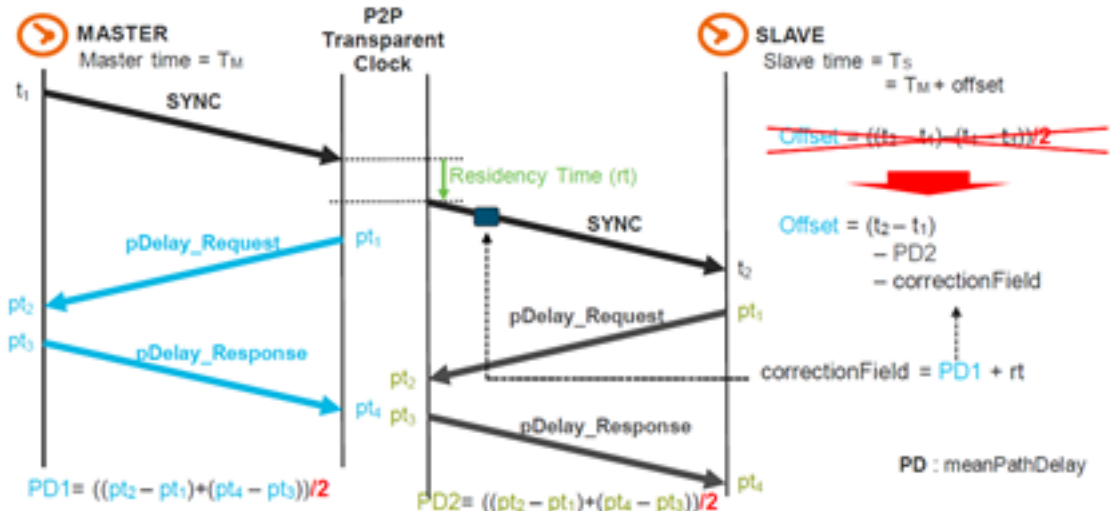 MASTER
Master time = TM
P2P
Transparent
Clock
SLAVE
Slave time = TS
= TM + offset
t1
SYNC
Offset = ((t2 – t1)–(t4 – t3))/2
Residency Time (rt)
SYNC
Offset = (t2 – t1)
– PD2
– correctionField
pDelay_Request
pt1
t2
pt2
pDelay_Request
pt1
pt3
pDelay_Response
pt2
correctionField = PD1 + rt
pt4
pt3
pDelay_Response
PD : meanPathDelay
pt4
PD1= ((pt2 – pt1)+(pt4 – pt3))/2
PD2= ((pt2 – pt1)+(pt4 – pt3))/2